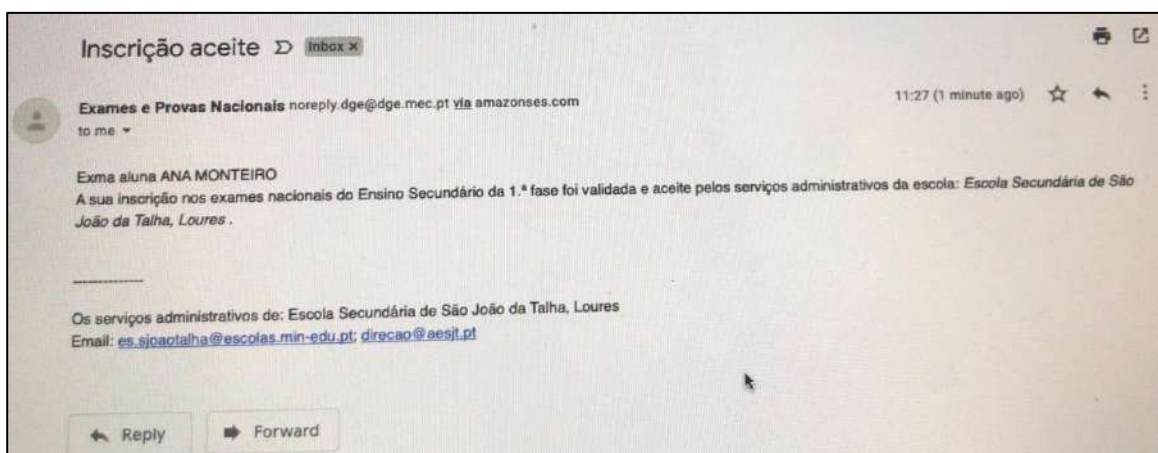 Inscrição aceite Inbox x
Exames e Provas Nacionais noreply.dge@dge.mec.pt via amazonses.com 11:27 (1 minute ago)
to me
Exma aluna ANA MONTEIRO
A sua inscrição nos exames nacionais do Ensino Secundário da 1.ª fase foi validada e aceite pelos serviços administrativos da escola: Escola Secundária de São
João da Talha, Loures .
---------------
Os serviços administrativos de: Escola Secundária de São João da Talha, Loures
Email: es.sjoaotalha@escolas.min-edu.pt; direcao@aesjt.pt
Reply Forward